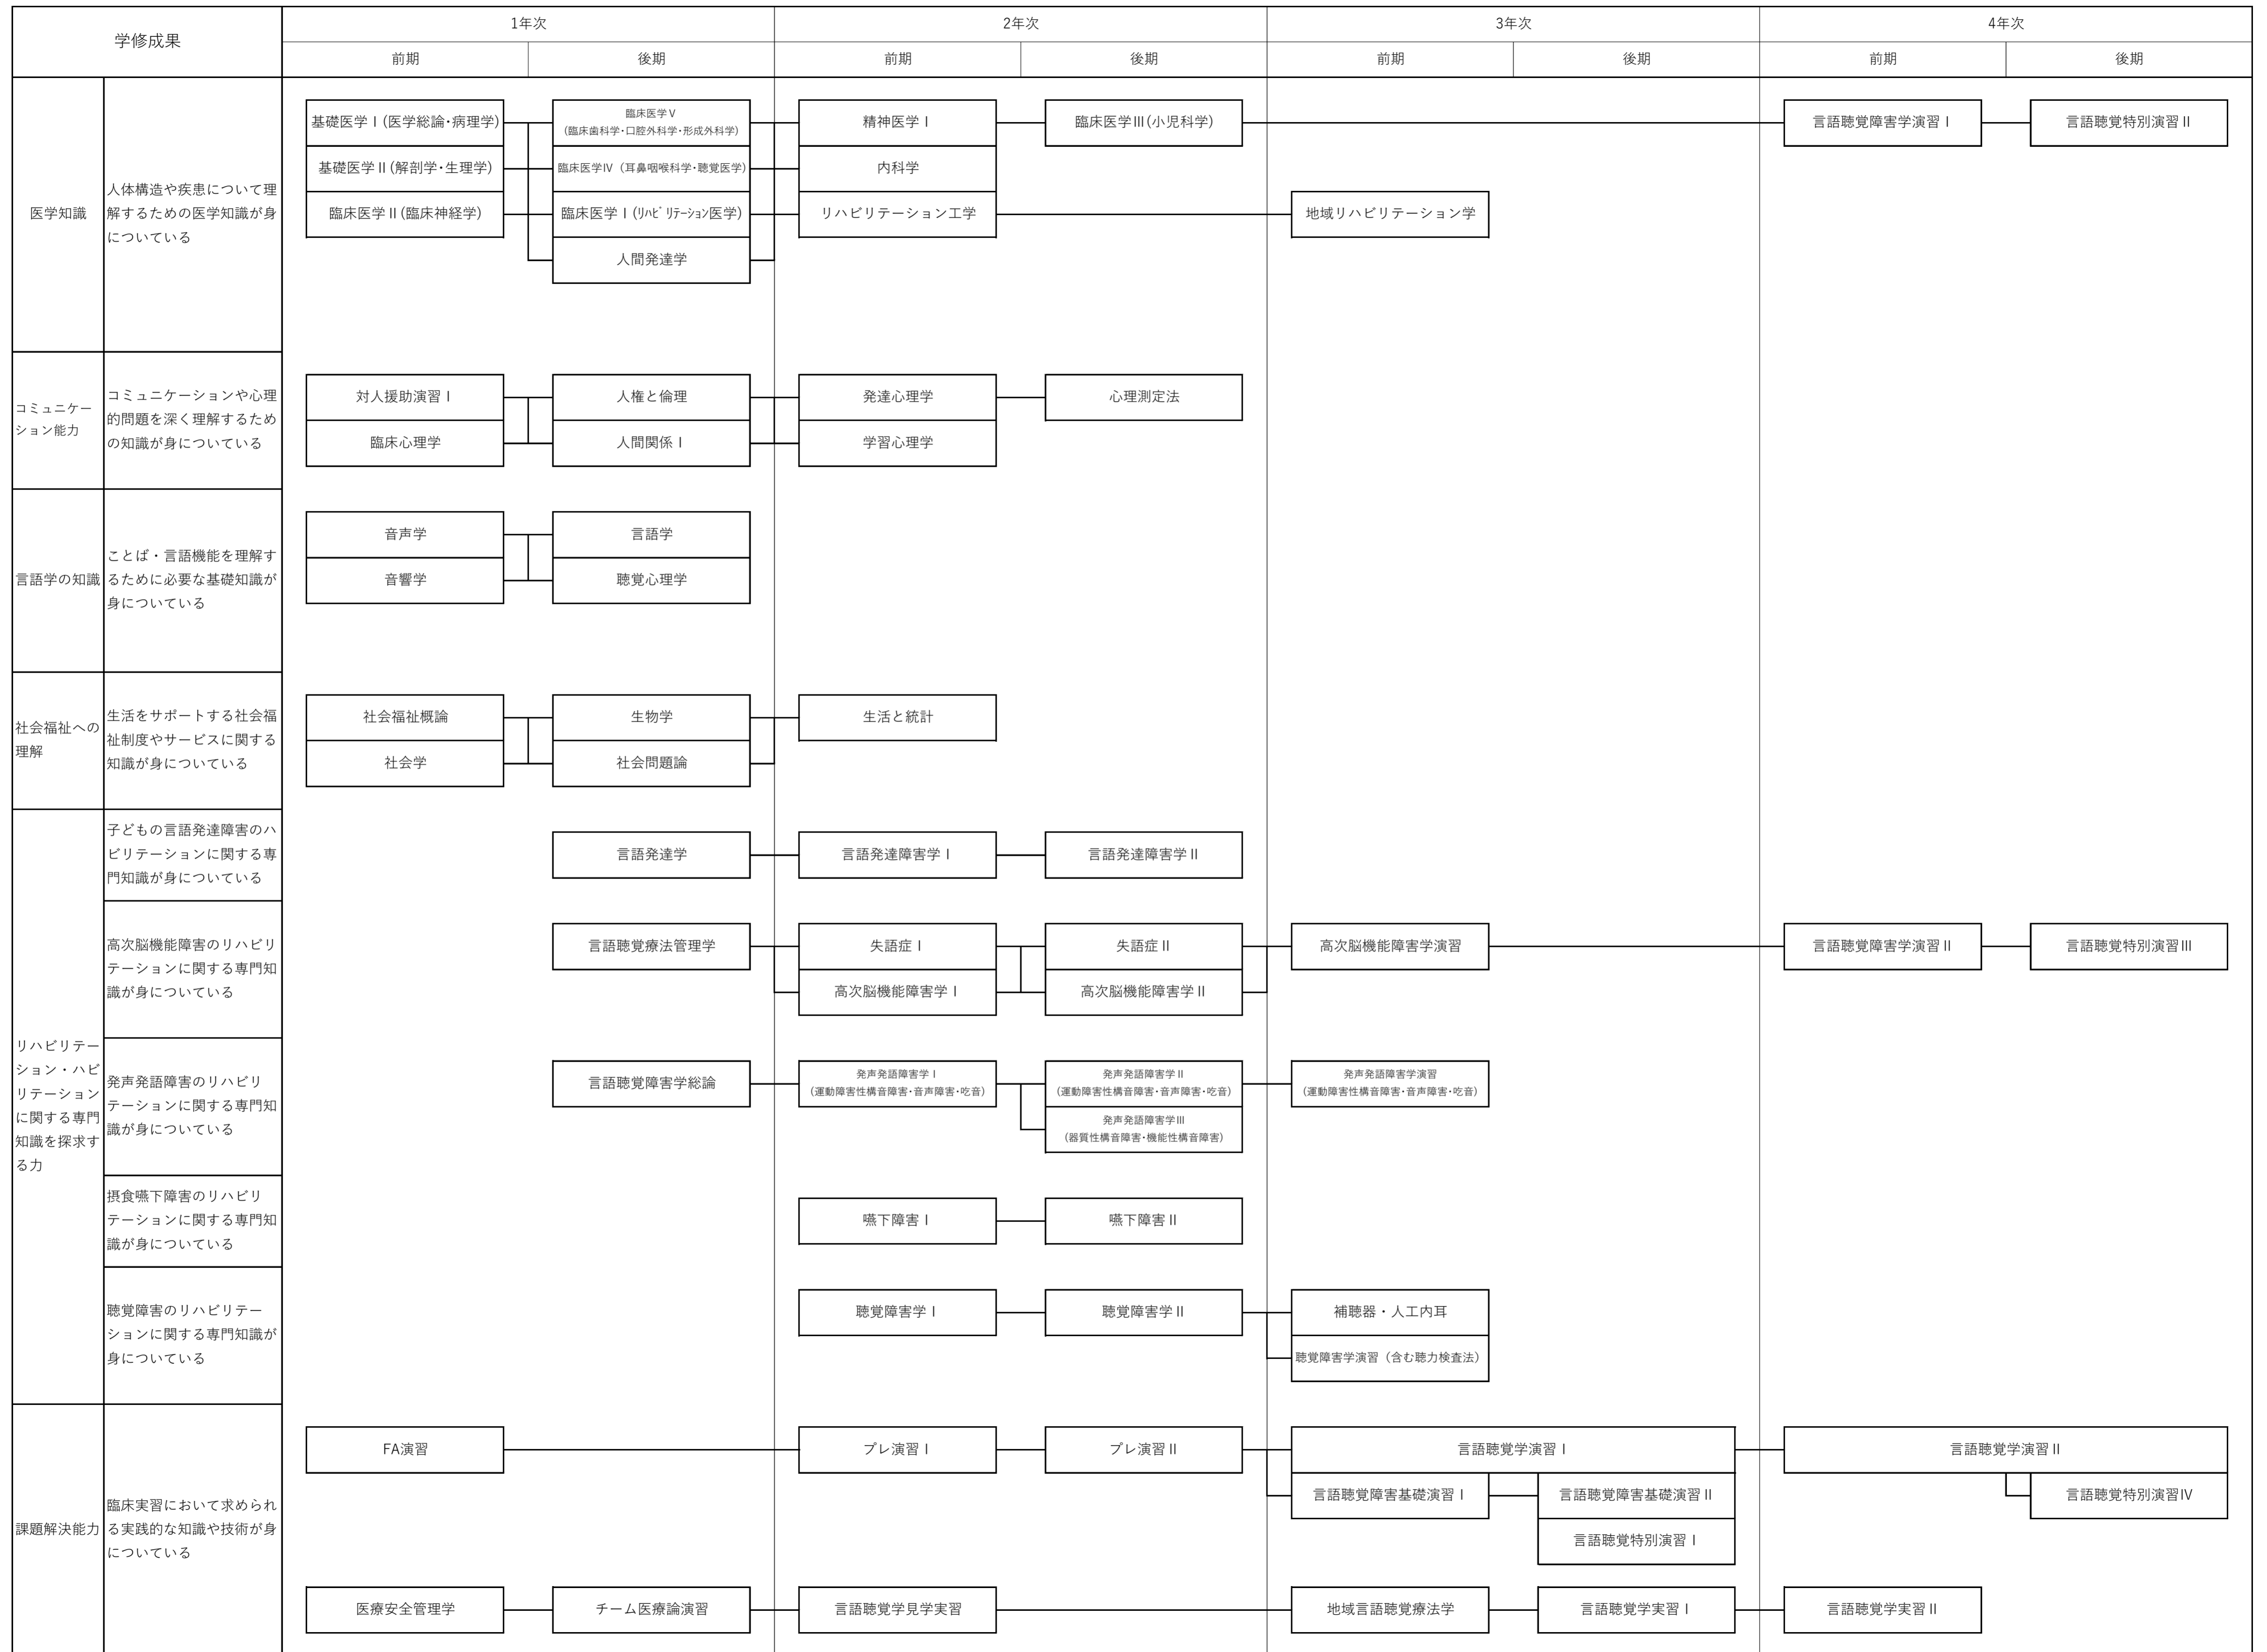 学修成果
1年次
2年次
3年次
4年次
前期
後期
前期
後期
前期
後期
前期
後期
医学知識
人体構造や疾患について理
解するための医学知識が身
についている
基礎医学Ⅰ(医学総論・病理学)
臨床医学Ⅴ
(臨床歯科学・口腔外科学・形成外科学)
精神医学Ⅰ
臨床医学Ⅲ(小児科学)
言語聴覚障害学演習Ⅰ
言語聴覚特別演習Ⅱ
基礎医学Ⅱ(解剖学・生理学)
臨床医学Ⅳ（耳鼻咽喉科学・聴覚医学)
内科学
臨床医学Ⅱ(臨床神経学)
臨床医学Ⅰ(ﾘﾊﾋﾞﾘﾃｰｼｮﾝ医学)
リハビリテーション工学
地域リハビリテーション学
人間発達学
コミュニケー
ション能力
コミュニケーションや心理
的問題を深く理解するため
の知識が身についている
対人援助演習Ⅰ
人権と倫理
発達心理学
心理測定法
臨床心理学
人間関係Ⅰ
学習心理学
言語学の知識
ことば・言語機能を理解す
るために必要な基礎知識が
身についている
音声学
言語学
音響学
聴覚心理学
社会福祉への
理解
生活をサポートする社会福
祉制度やサービスに関する
知識が身についている
社会福祉概論
生物学
生活と統計
社会学
社会問題論
リハビリテー
ション・ハビ
リテーション
に関する専門
知識を探求す
る力
子どもの言語発達障害のハ
ビリテーションに関する専
門知識が身についている
言語発達学
言語発達障害学Ⅰ
言語発達障害学Ⅱ
高次脳機能障害のリハビリ
テーションに関する専門知
識が身についている
言語聴覚療法管理学
失語症Ⅰ
失語症Ⅱ
高次脳機能障害学演習
言語聴覚障害学演習Ⅱ
言語聴覚特別演習Ⅲ
高次脳機能障害学Ⅰ
高次脳機能障害学Ⅱ
発声発語障害のリハビリ
テーションに関する専門知
識が身についている
言語聴覚障害学総論
発声発語障害学Ⅰ
(運動障害性構音障害・音声障害・吃音)
発声発語障害学Ⅱ
(運動障害性構音障害・音声障害・吃音)
発声発語障害学演習
(運動障害性構音障害・音声障害・吃音)
発声発語障害学Ⅲ
(器質性構音障害・機能性構音障害)
摂食嚥下障害のリハビリ
テーションに関する専門知
識が身についている
嚥下障害Ⅰ
嚥下障害Ⅱ
聴覚障害のリハビリテー
ションに関する専門知識が
身についている
聴覚障害学Ⅰ
聴覚障害学Ⅱ
補聴器・人工内耳
聴覚障害学演習（含む聴力検査法）
課題解決能力
臨床実習において求められ
る実践的な知識や技術が身
についている
FA演習
プレ演習Ⅰ
プレ演習Ⅱ
言語聴覚学演習Ⅰ
言語聴覚学演習Ⅱ
言語聴覚障害基礎演習Ⅰ
言語聴覚障害基礎演習Ⅱ
言語聴覚特別演習Ⅳ
言語聴覚特別演習Ⅰ
医療安全管理学
チーム医療論演習
言語聴覚学見学実習
地域言語聴覚療法学
言語聴覚学実習Ⅰ
言語聴覚学実習Ⅱ